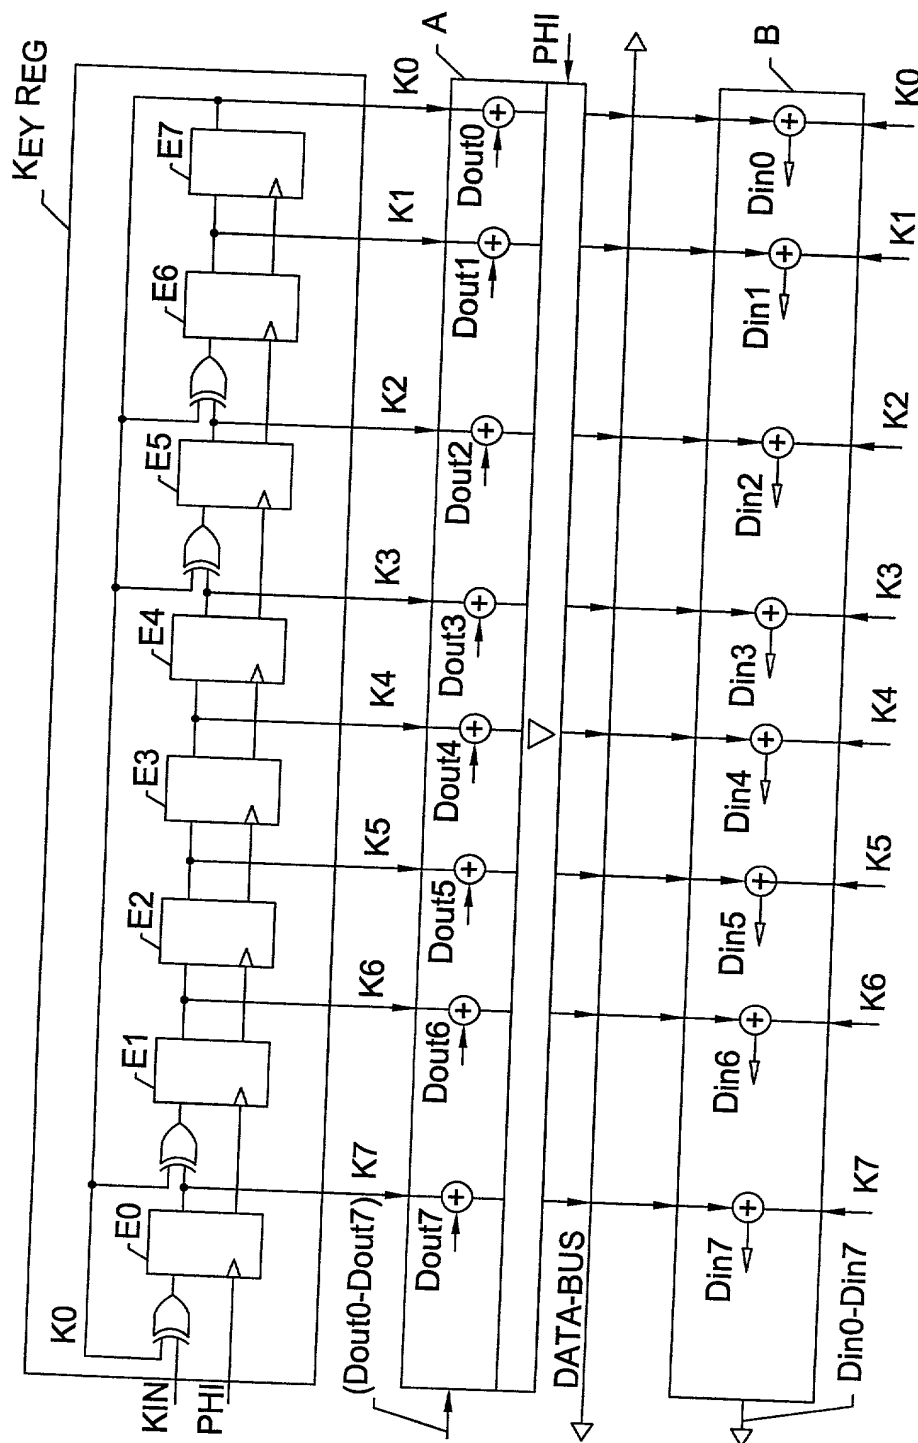 KEY REG
E0
E1
E2
E3
E4
E5
E6
E7
K0
KIN
PHI
K7
K6
K5
K4
K3
K2
K1
K0
A
(Dout0-Dout7)
Dout7
Dout6
Dout5
Dout4
Dout3
Dout2
Dout1
Dout0
PHI
DATA-BUS
B
Din7
Din6
Din5
Din4
Din3
Din2
Din1
Din0
Din0-Din7
K7
K6
K5
K4
K3
K2
K1
K0